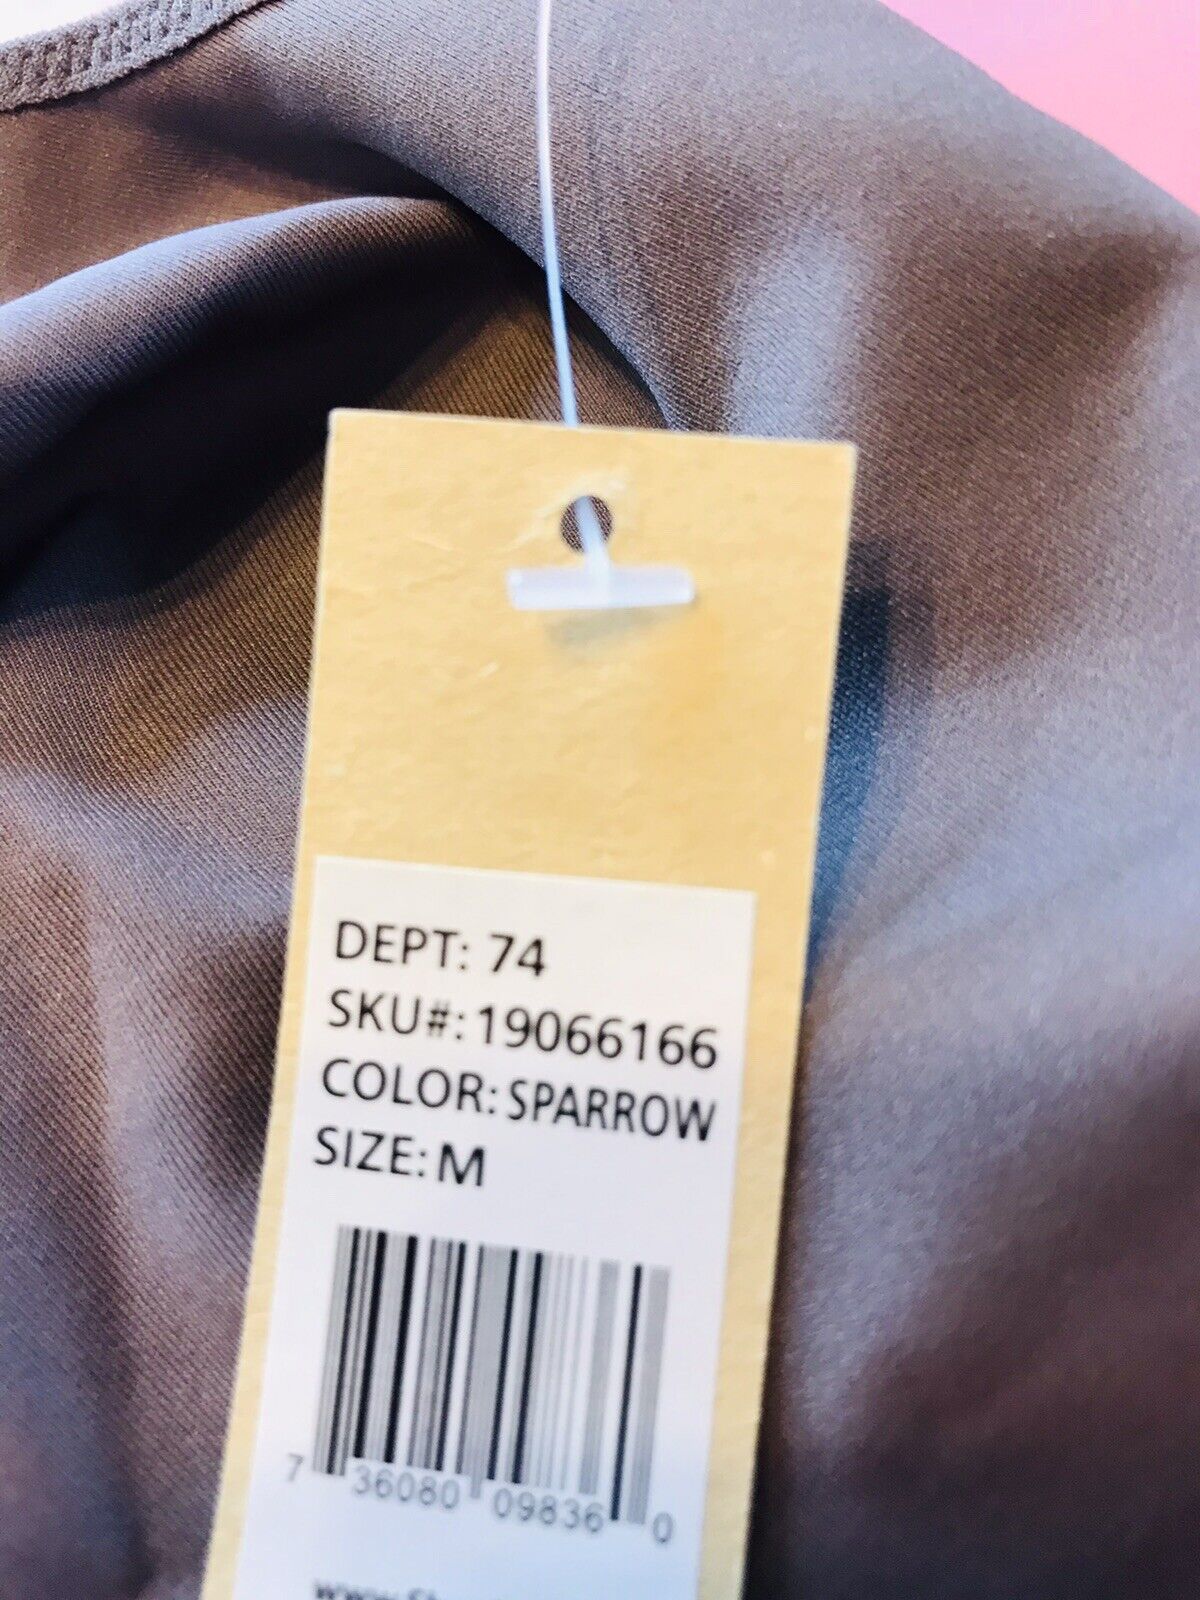 DEPT: 74
SKU#: 19066166
COLOR: SPARROW
SIZE: M
7 36080 09836 0